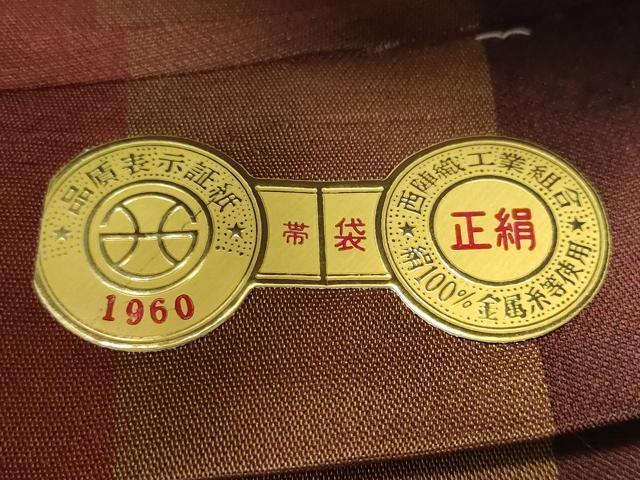 品質表示証紙
1960
帯
袋
西陣織工業組合
正絹
絹100%金属糸等使用